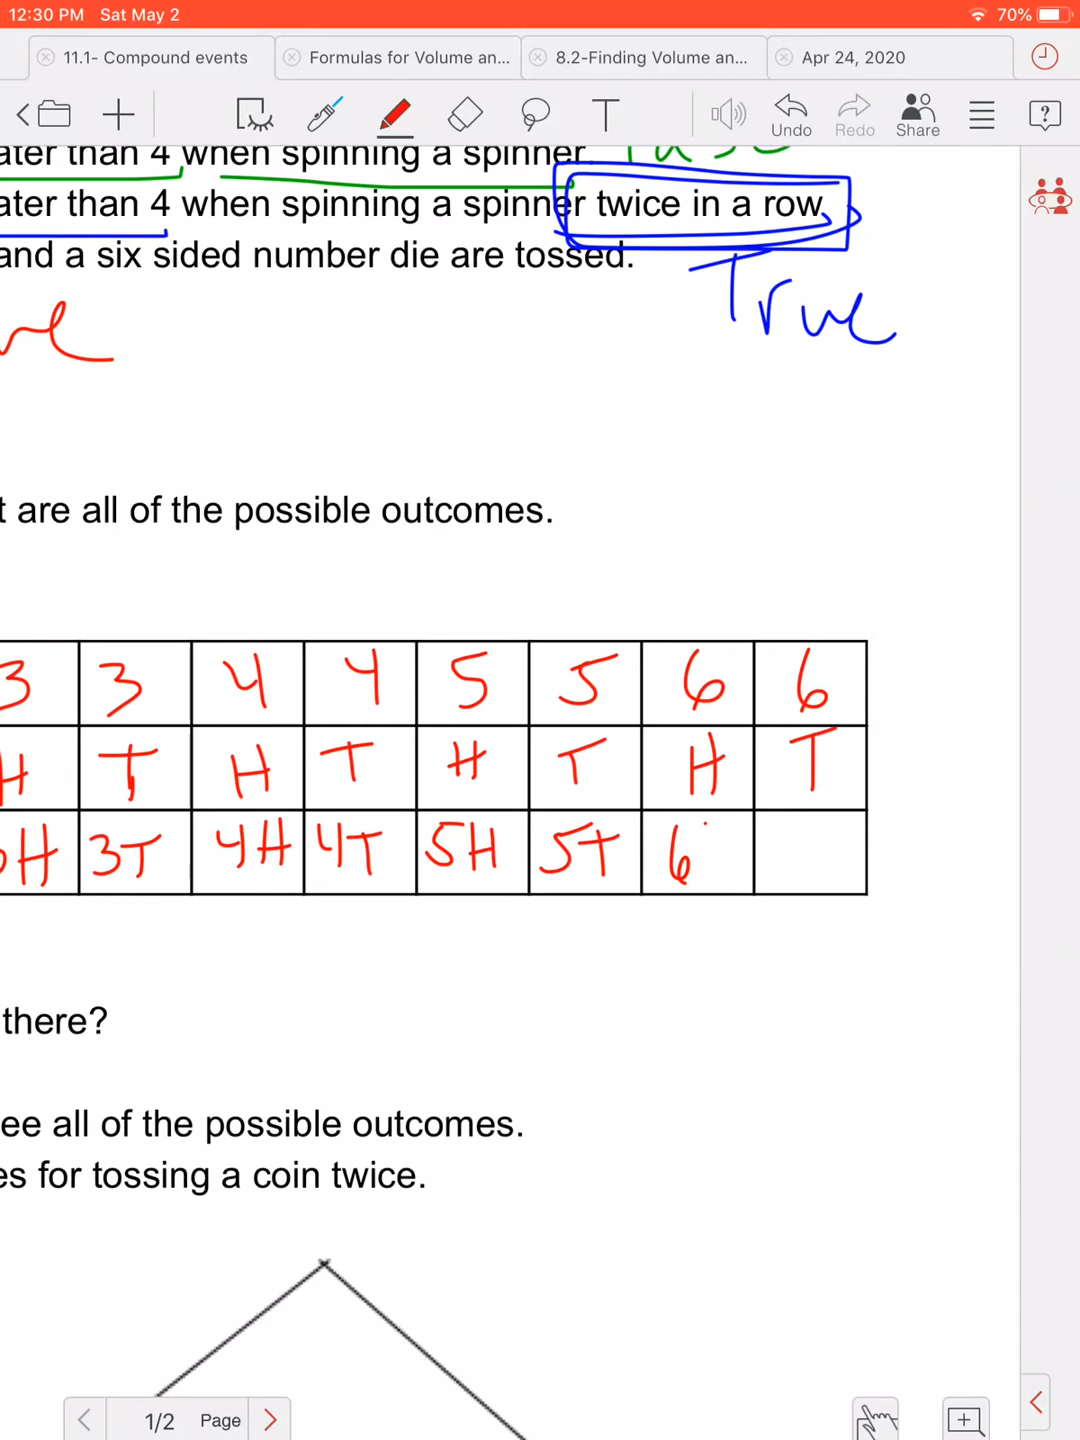 12:30 PM Sat May 2 70%
11.1- Compound events Formulas for Volume an... 8.2-Finding Volume an... Apr 24, 2020
T Undo Redo Share ?
ater than 4 when spinning a spinner.
ater than 4 when spinning a spinner twice in a row.
and a six sided number die are tossed.
True
t are all of the possible outcomes.
3 3 4 4 5 5 6 6
H T H T H T H T
H 3T 4H 4T 5H 5T 6
there?
ee all of the possible outcomes.
es for tossing a coin twice.
1/2 Page